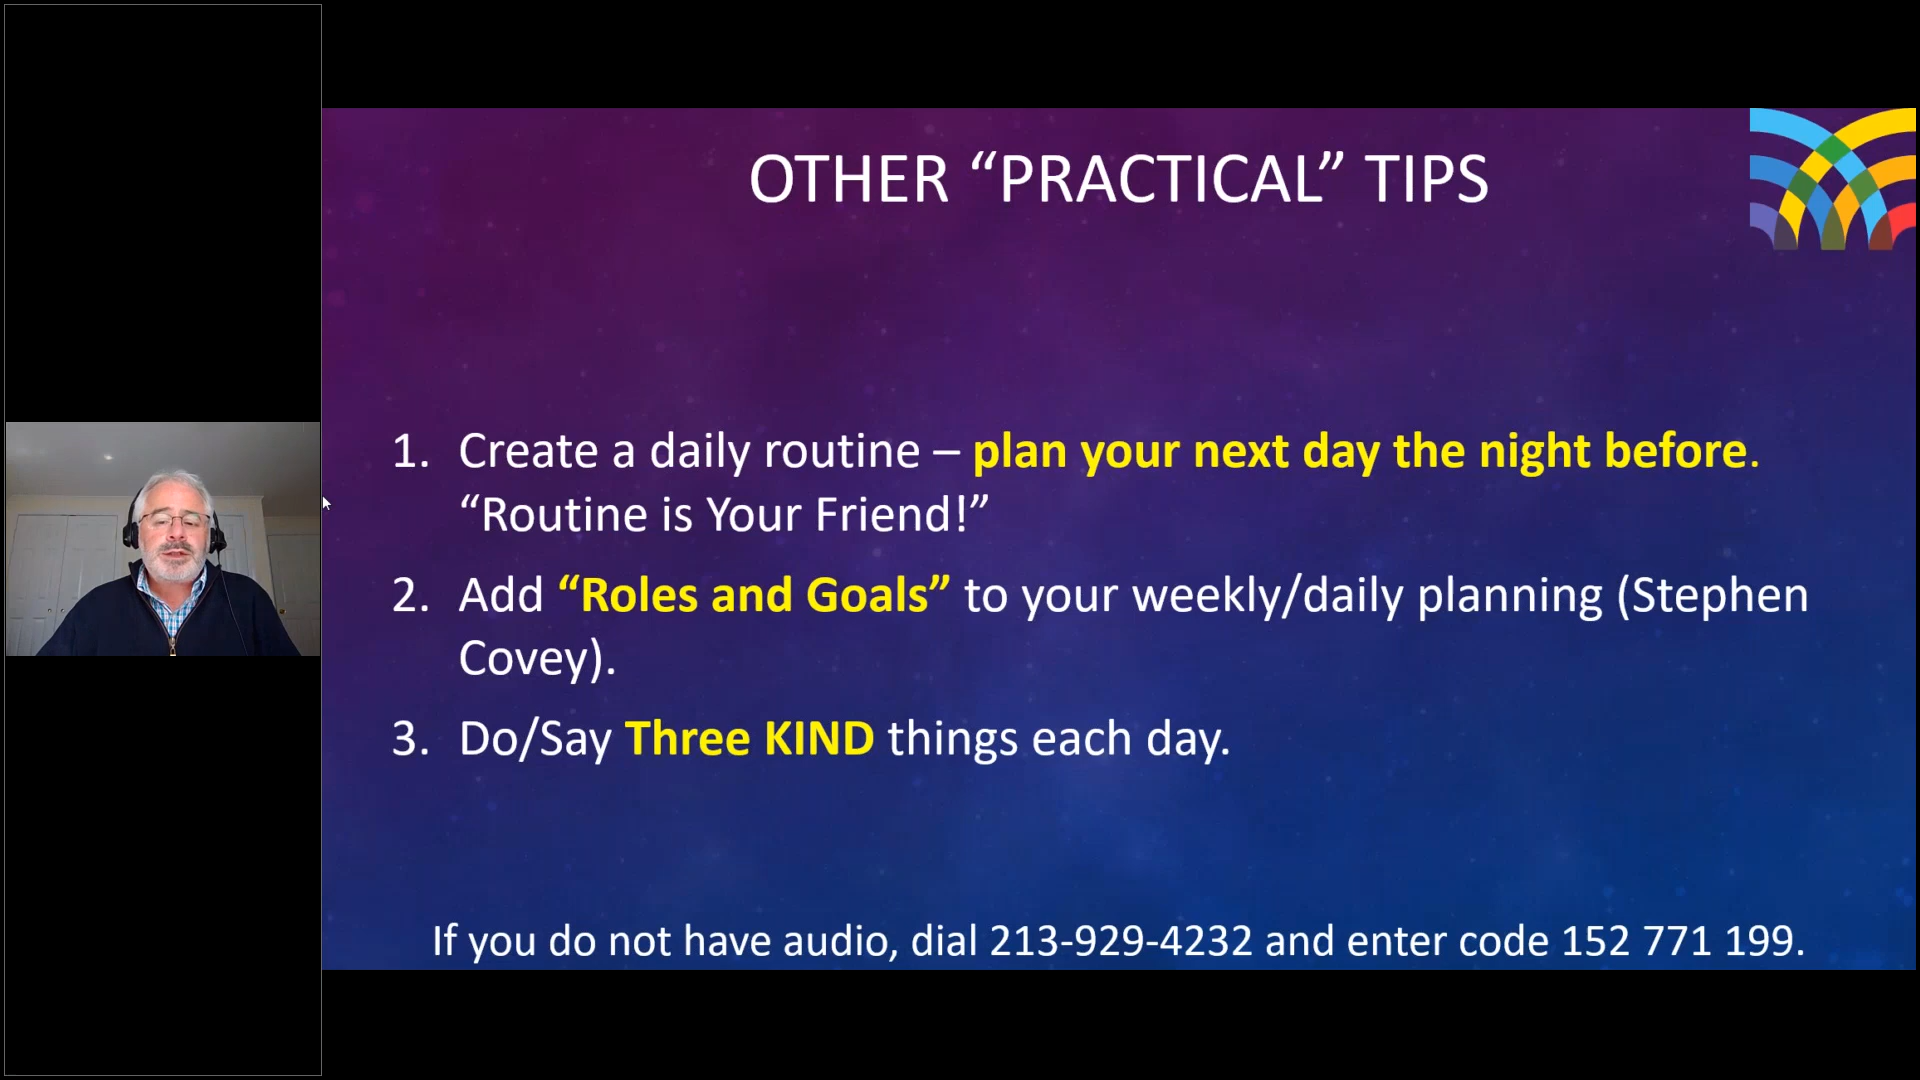 OTHER “PRACTICAL” TIPS
1. Create a daily routine – plan your next day the night before.
“Routine is Your Friend!”
2. Add “Roles and Goals” to your weekly/daily planning (Stephen
Covey).
3. Do/Say Three KIND things each day.
If you do not have audio, dial 213-929-4232 and enter code 152 771 199.